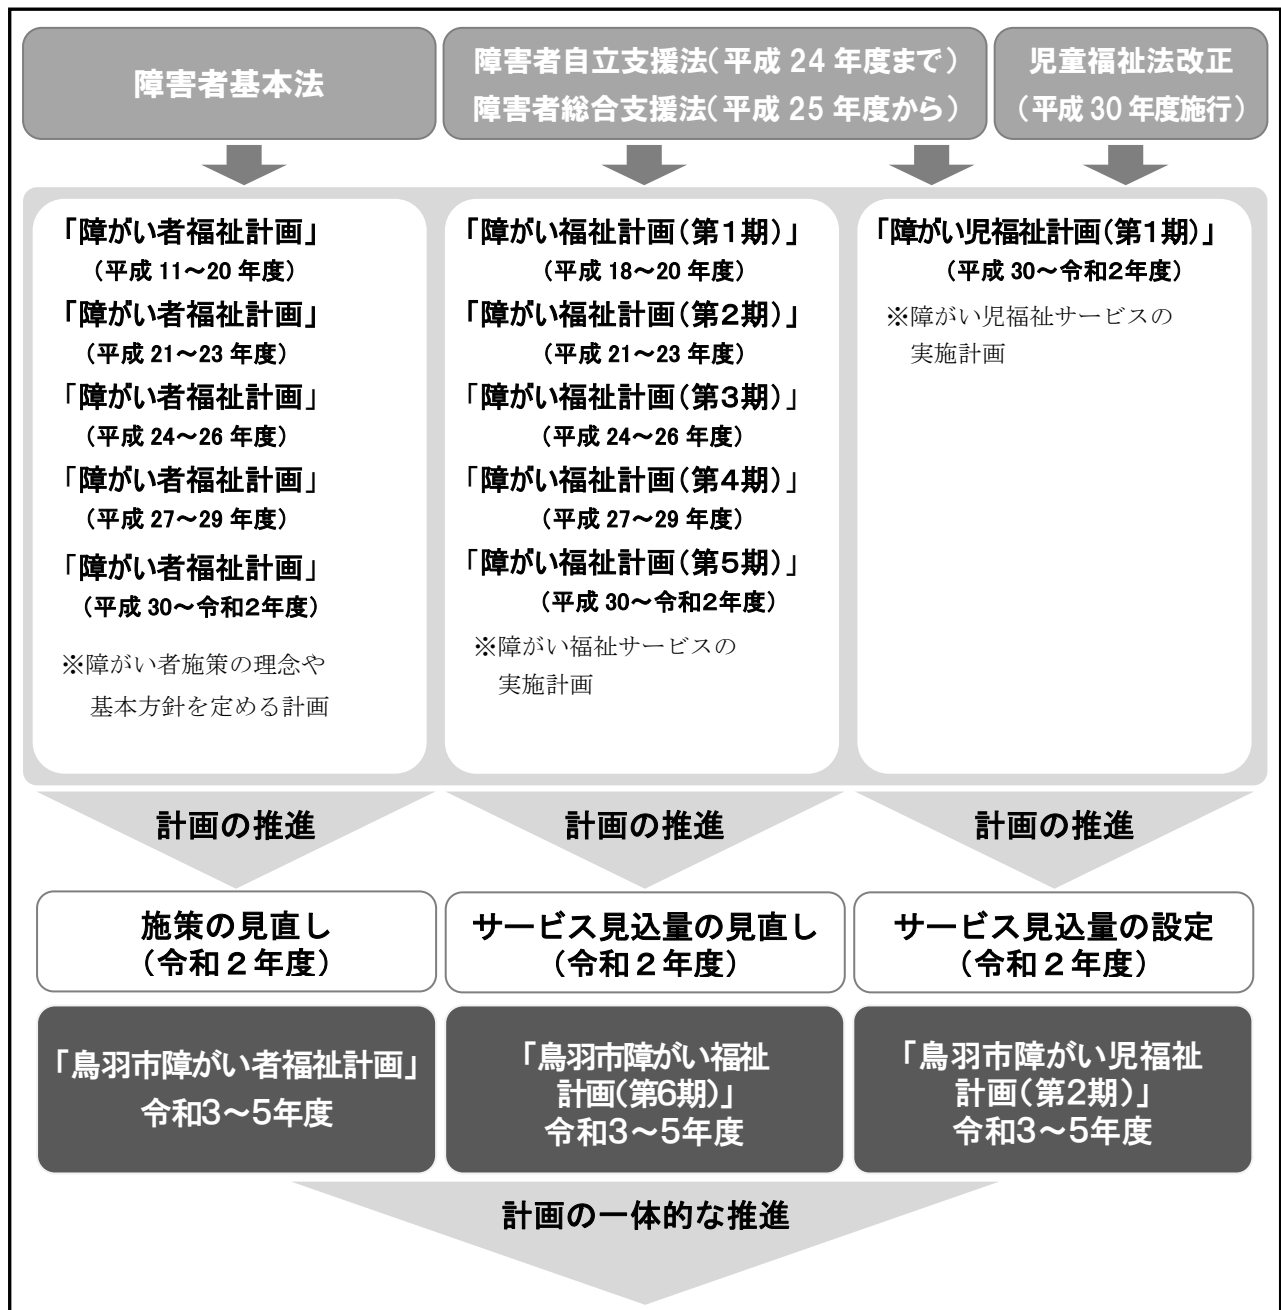 障害者基本法
障害者自立支援法（平成 24 年度まで）
障害者総合支援法（平成 25 年度から）
児童福祉法改正
（平成 30 年度施行）
「障がい者福祉計画」
（平成 11～20 年度）
「障がい者福祉計画」
（平成 21～23 年度）
「障がい者福祉計画」
（平成 24～26 年度）
「障がい者福祉計画」
（平成 27～29 年度）
「障がい者福祉計画」
（平成 30～令和２年度）
※障がい者施策の理念や
基本方針を定める計画
「障がい福祉計画（第１期）」
（平成 18～20 年度）
「障がい福祉計画（第２期）」
（平成 21～23 年度）
「障がい福祉計画（第３期）」
（平成 24～26 年度）
「障がい福祉計画（第４期）」
（平成 27～29 年度）
「障がい福祉計画（第５期）」
（平成 30～令和２年度）
※障がい福祉サービスの
実施計画
「障がい児福祉計画（第１期）」
（平成 30～令和２年度）
※障がい児福祉サービスの
実施計画
計画の推進
計画の推進
計画の推進
施策の見直し
（令和２年度）
サービス見込量の見直し
（令和２年度）
サービス見込量の設定
（令和２年度）
「鳥羽市障がい者福祉計画」
令和３～５年度
「鳥羽市障がい福祉
計画（第６期）」
令和３～５年度
「鳥羽市障がい児福祉
計画（第２期）」
令和３～５年度
計画の一体的な推進